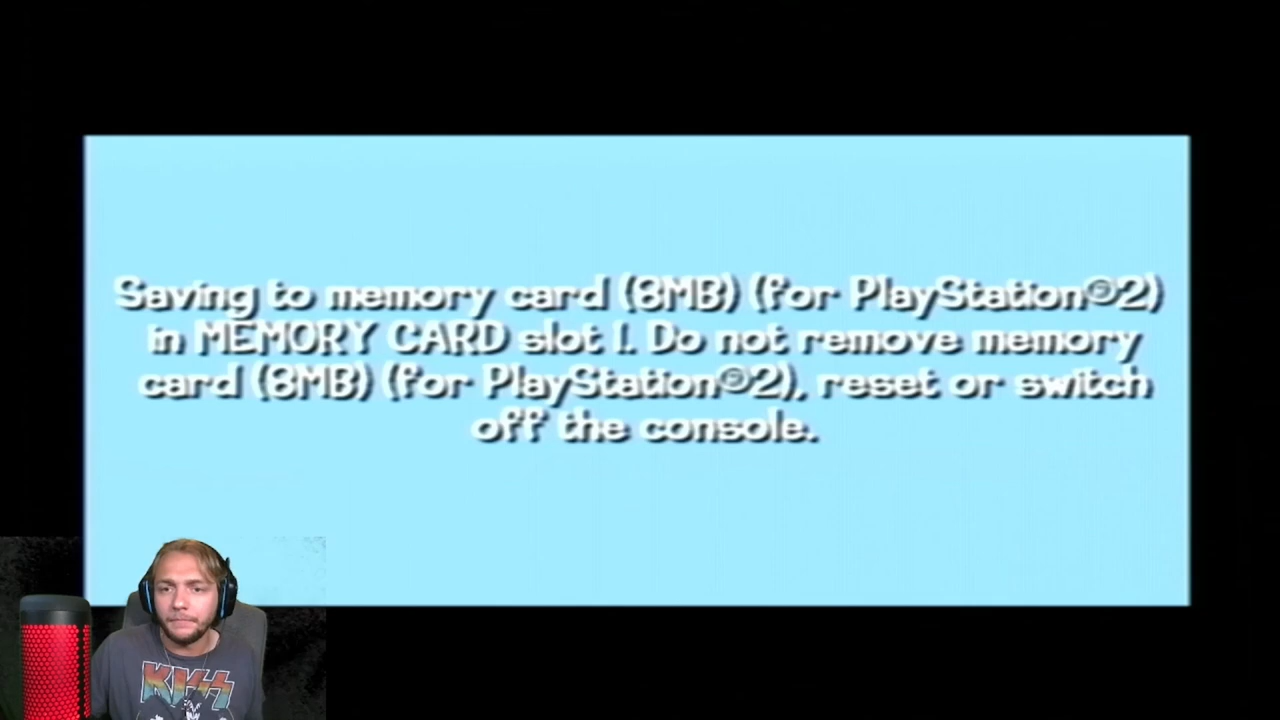 Saving to memory card (8MB) (for PlayStation®2)
in MEMORY CARD slot 1. Do not remove memory
card (8MB) (for PlayStation®2), reset or switch
off the console.
KISS